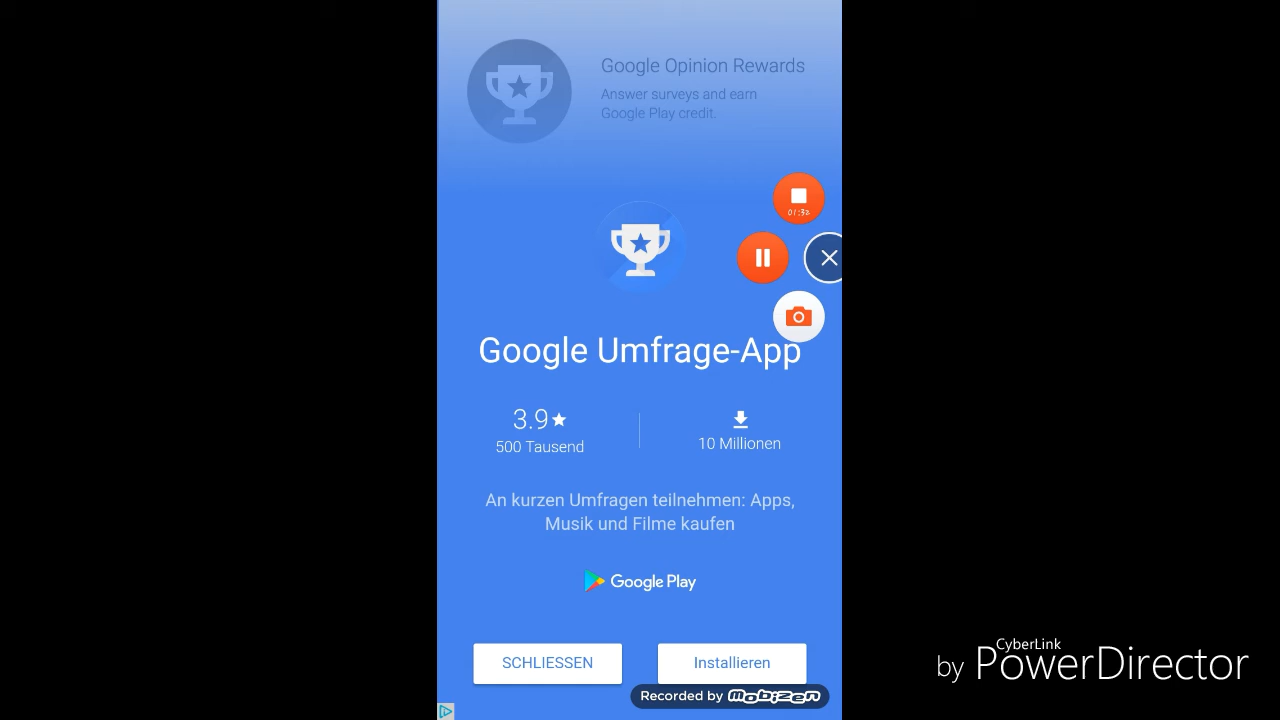 Google Opinion Rewards
Answer surveys and earn
Google Play credit.
01:32
Google Umfrage-App
3.9
500 Tausend
10 Millionen
An kurzen Umfragen teilnehmen: Apps,
Musik und Filme kaufen
Google Play
SCHLIESSEN
Installieren
Recorded by Mobizen
CyberLink
by PowerDirector